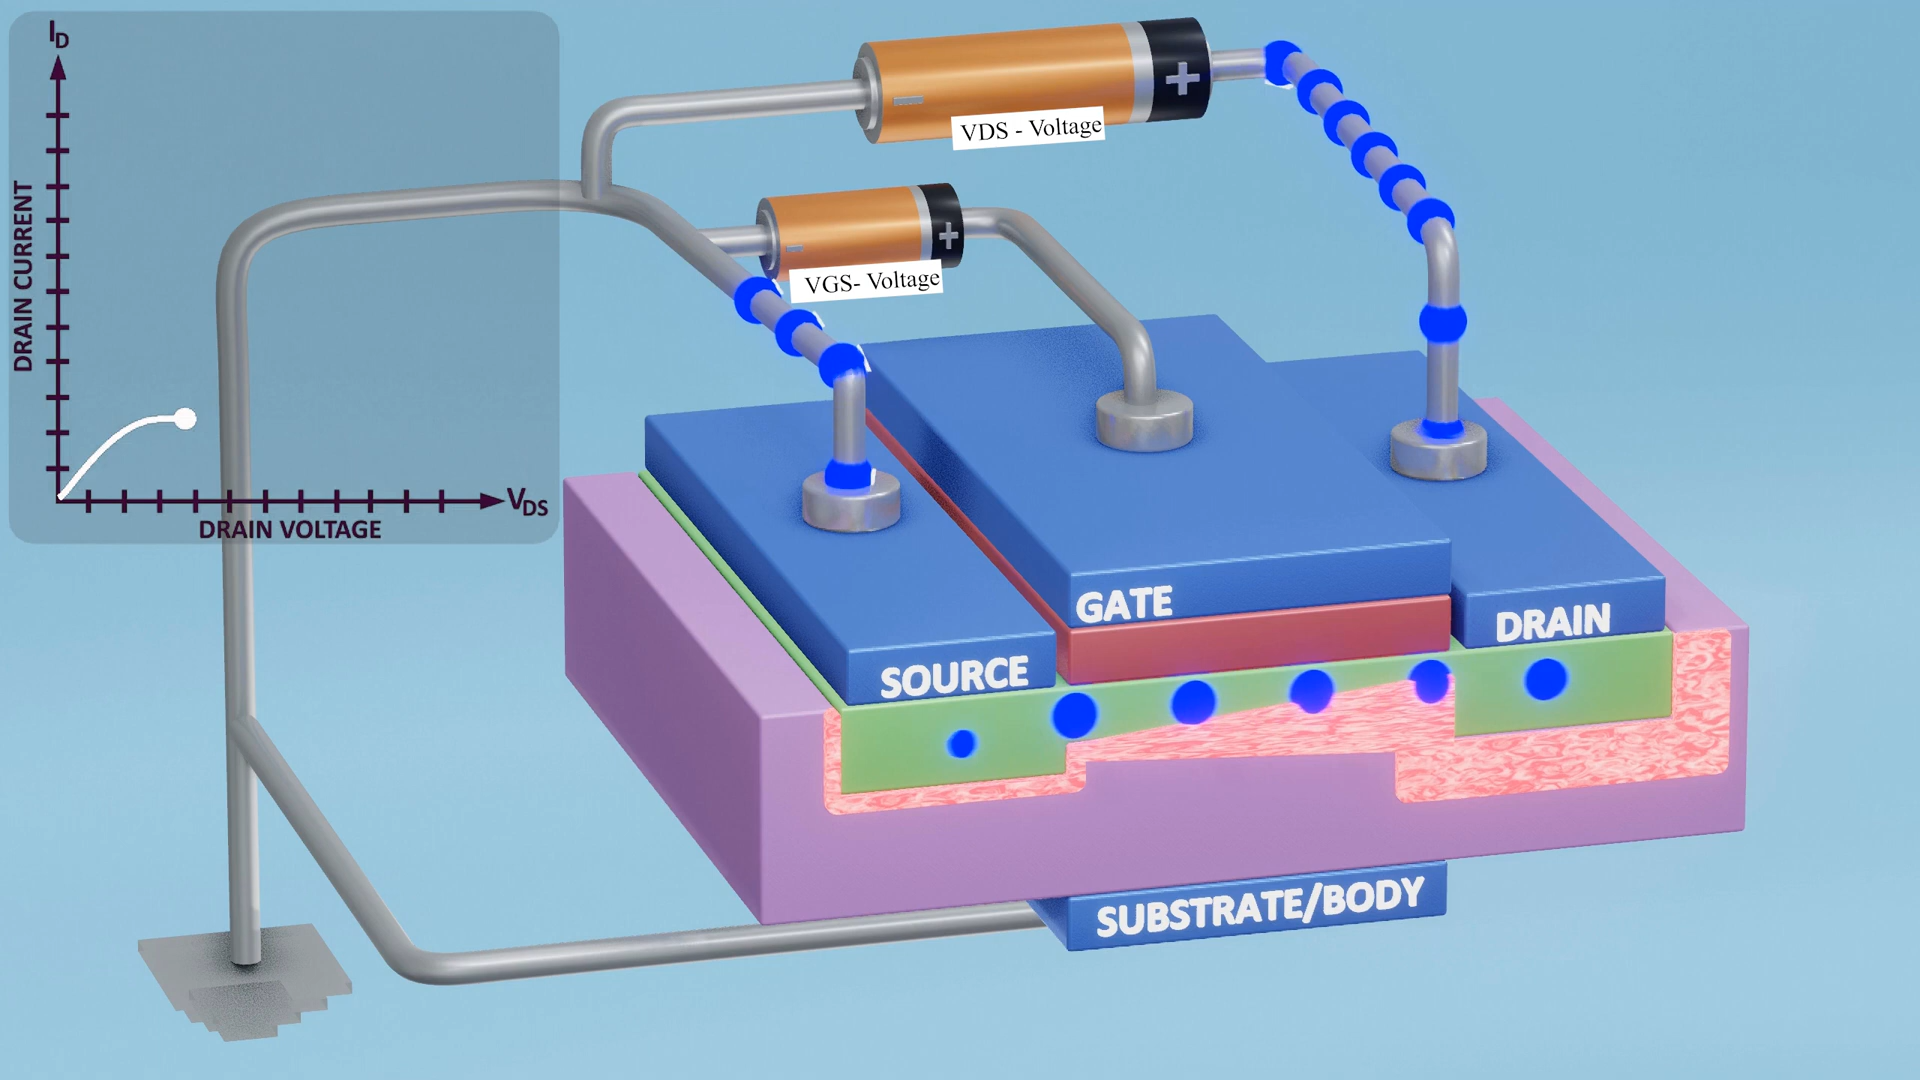 ID
DRAIN CURRENT
VDS
DRAIN VOLTAGE
+
-
VDS - Voltage
+
-
VGS- Voltage
GATE
DRAIN
SOURCE
SUBSTRATE/BODY